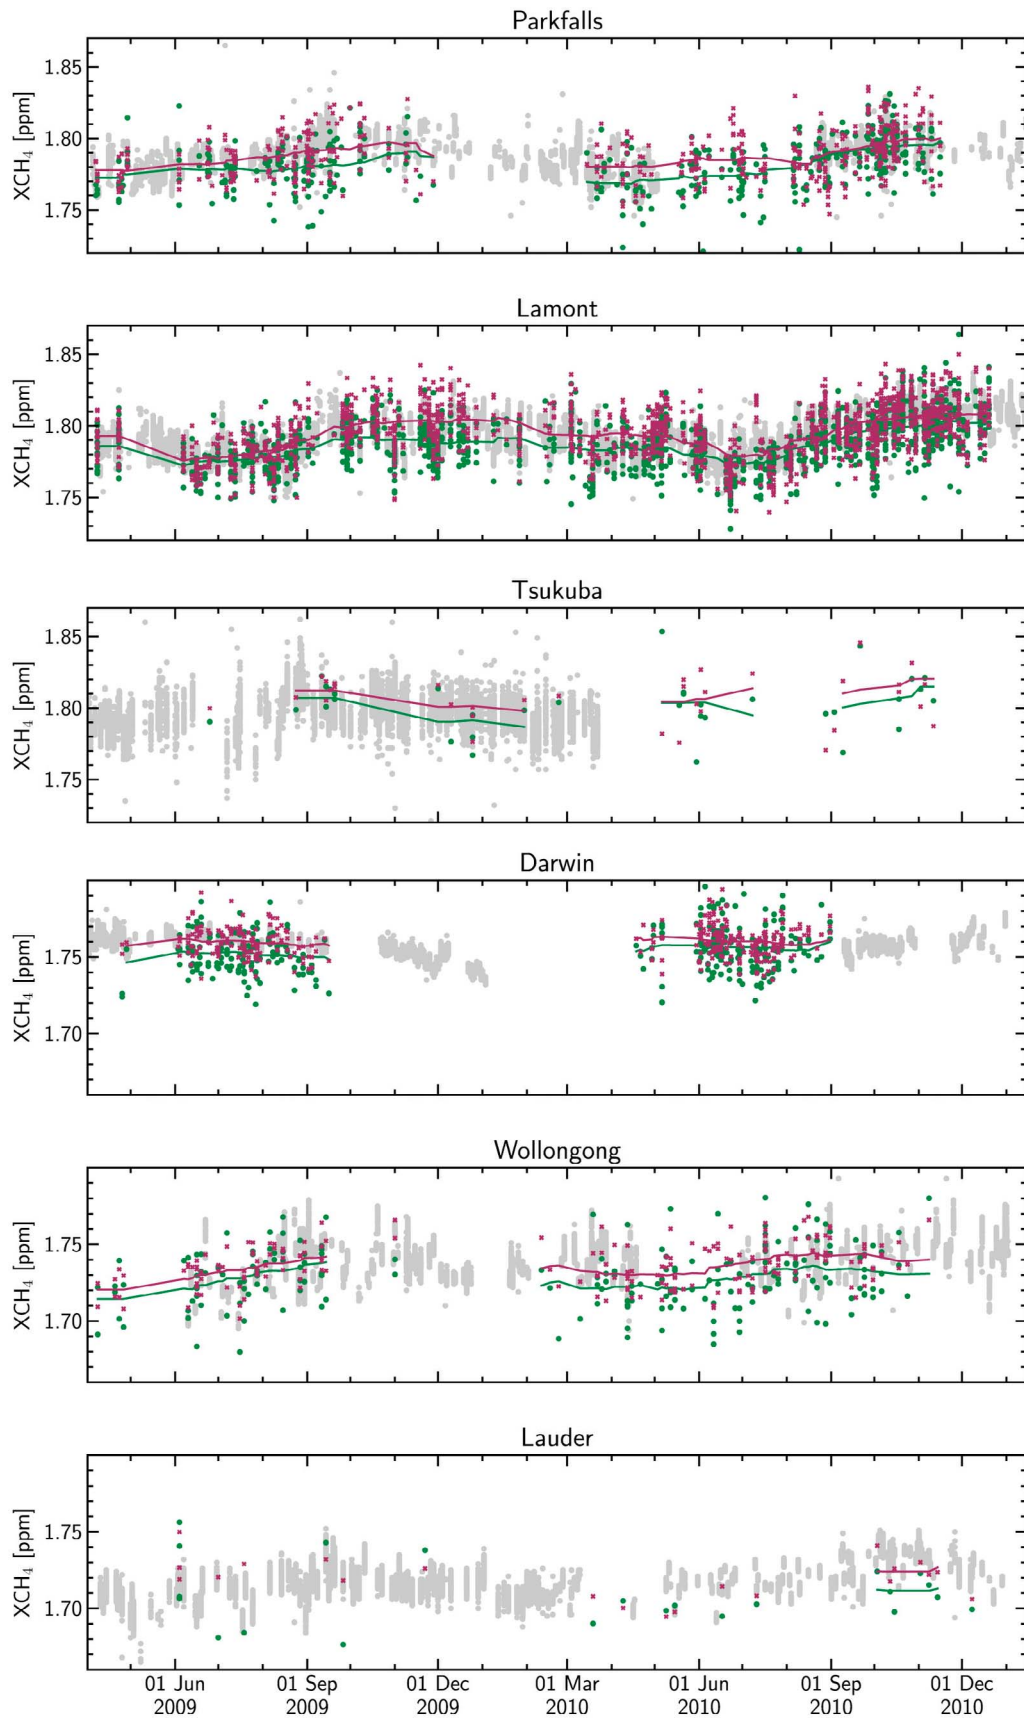 Parkfalls
XCH₄ [ppm]
1.85
1.80
1.75
Lamont
XCH₄ [ppm]
1.85
1.80
1.75
Tsukuba
XCH₄ [ppm]
1.85
1.80
1.75
Darwin
XCH₄ [ppm]
1.75
1.70
Wollongong
XCH₄ [ppm]
1.75
1.70
Lauder
XCH₄ [ppm]
1.75
1.70
01 Jun 01 Sep 01 Dec 01 Mar 01 Jun 01 Sep 01 Dec
2009 2009 2009 2010 2010 2010 2010